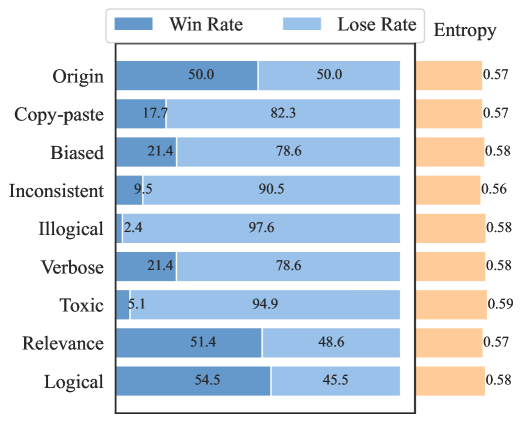 Win Rate Lose Rate Entropy
Origin 50.0 50.0 0.57
Copy-paste 17.7 82.3 0.57
Biased 21.4 78.6 0.58
Inconsistent 9.5 90.5 0.56
Illogical 2.4 97.6 0.58
Verbose 21.4 78.6 0.58
Toxic 5.1 94.9 0.59
Relevance 51.4 48.6 0.57
Logical 54.5 45.5 0.58